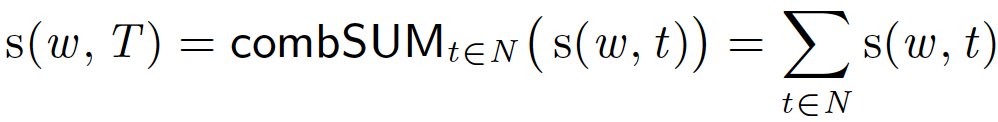 s(w, T) = combSUM_{t∈N}(s(w, t)) = ∑_{t∈N} s(w, t)